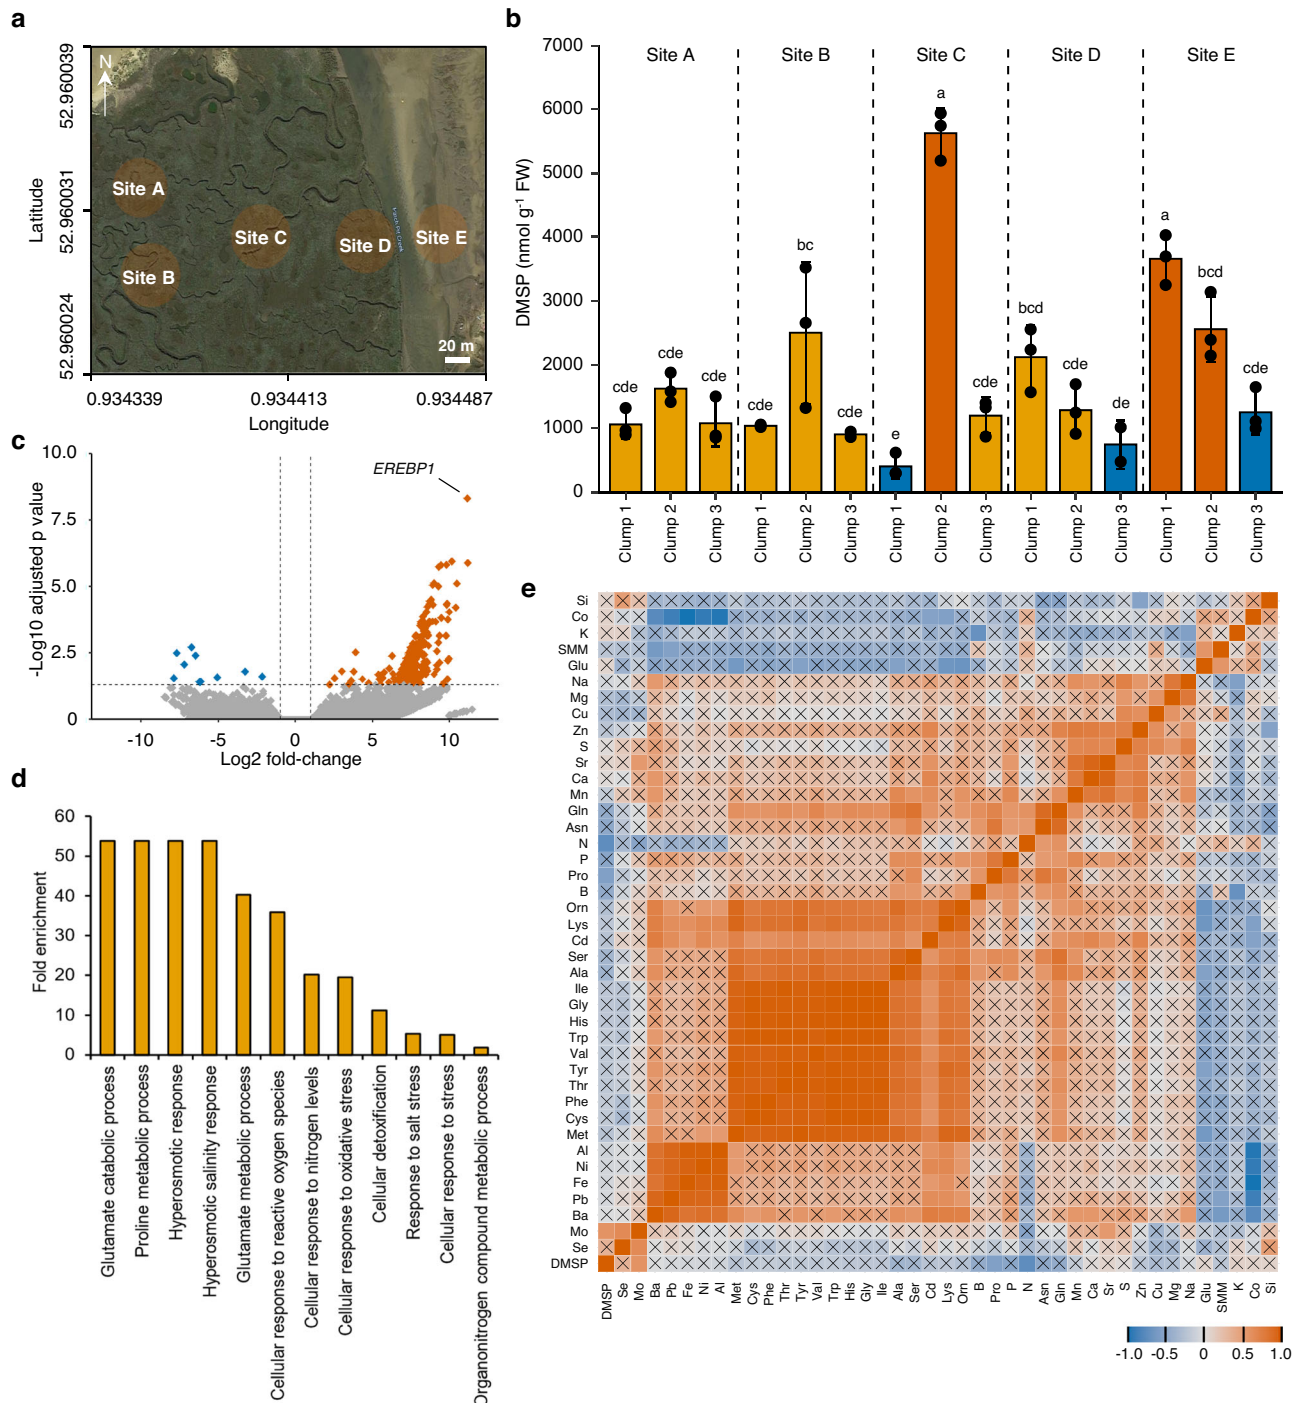 a
52.960039
52.960031
52.960024
Latitude
N
Site A
Site B
Site C
Site D
Site E
20 m
0.934339
0.934413
0.934487
Longitude
b
7000
6000
5000
4000
3000
2000
1000
0
DMSP (nmol g-1 FW)
Site A
Site B
Site C
Site D
Site E
cde
cde
cde
cde
bc
cde
e
a
cde
bcd
cde
de
a
bcd
cde
Clump 1
Clump 2
Clump 3
Clump 1
Clump 2
Clump 3
Clump 1
Clump 2
Clump 3
Clump 1
Clump 2
Clump 3
Clump 1
Clump 2
Clump 3
c
10.0
7.5
5.0
2.5
0
-Log10 adjusted p value
EREBP1
-10
-5
0
5
10
Log2 fold-change
d
60
50
40
30
20
10
0
Fold enrichment
Glutamate catabolic process
Proline metabolic process
Hyperosmotic response
Hyperosmotic salinity response
Glutamate metabolic process
Cellular response to reactive oxygen species
Cellular response to nitrogen levels
Cellular response to oxidative stress
Cellular detoxification
Response to salt stress
Cellular response to stress
Organonitrogen compound metabolic process
e
Si
Co
K
SMM
Glu
Na
Mg
Cu
Zn
S
Sr
Ca
Mn
Gln
Asn
N
P
Pro
B
Orn
Lys
Cd
Ser
Ala
Ile
Gly
His
Trp
Val
Tyr
Thr
Phe
Cys
Met
Al
Ni
Fe
Pb
Ba
Mo
Se
DMSP
DMSP
Se
Mo
Ba
Pb
Fe
Ni
Al
Met
Cys
Phe
Thr
Tyr
Val
Trp
His
Gly
Ile
Ala
Ser
Cd
Lys
Orn
B
Pro
P
N
Asn
Gln
Mn
Ca
Sr
S
Zn
Cu
Mg
Na
Glu
SMM
K
Co
Si
-1.0
-0.5
0
0.5
1.0